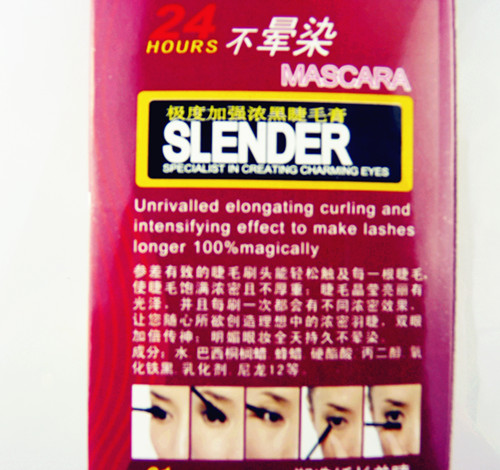 24
HOURS 不晕染
MASCARA
极度加强浓黑睫毛膏
SLENDER
SPECIALIST IN CREATING CHARMING EYES
Unrivalled elongating curling and
intensifying effect to make lashes
longer 100%magically
参差有致的睫毛刷头能轻松触及每一根睫毛,
使睫毛饱满浓密且不厚重; 睫毛晶莹亮丽有
光泽, 并且每刷一次都会有不同浓密效果,
让您随心所欲创造理想中的浓密羽睫, 双眼
加倍传神; 明媚眼妆全天持久不晕染.
成分: 水.巴西棕榈蜡 蜂蜡 硬酯酸 丙二醇.氧
化铁黑.乳化剂.尼龙12等.